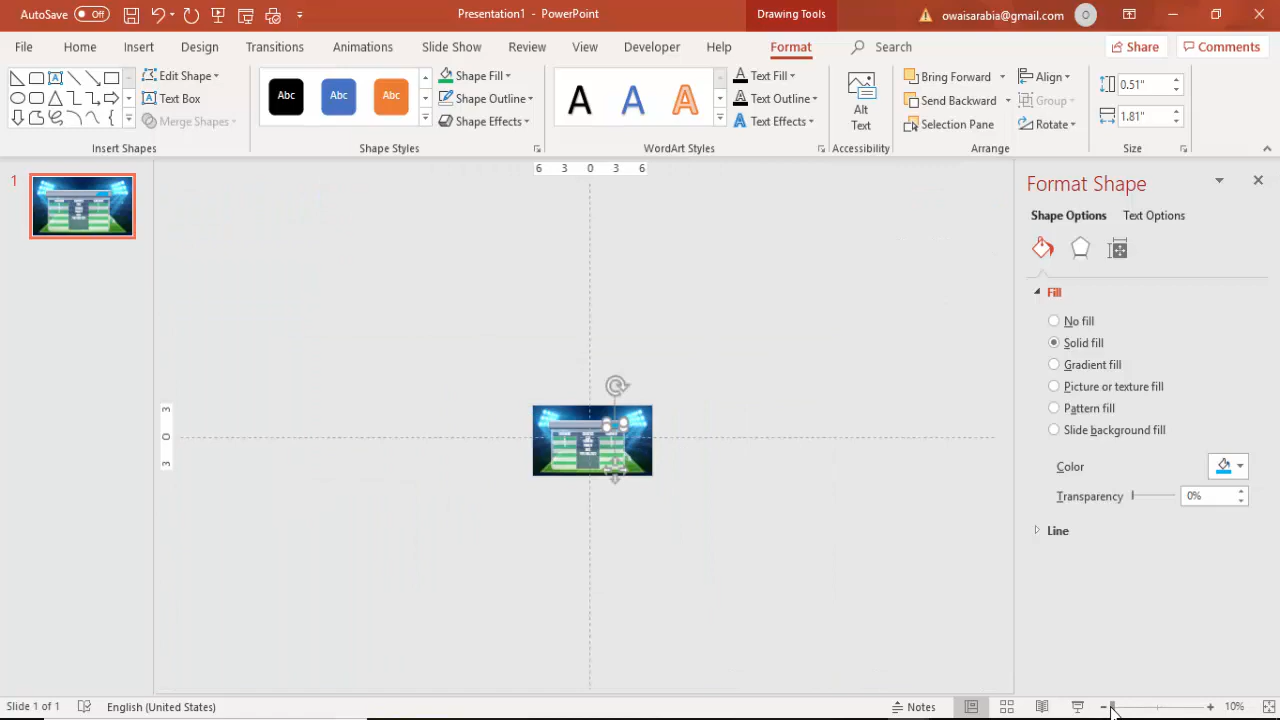 AutoSave Off Presentation1 - PowerPoint Drawing Tools owaisarabia@gmail.com
File Home Insert Design Transitions Animations Slide Show Review View Developer Help Format Search Share Comments
Edit Shape
Text Box
Merge Shapes
Insert Shapes
Abc Abc Abc
Shape Fill
Shape Outline
Shape Effects
Shape Styles
A A A
Text Fill
Text Outline
Text Effects
WordArt Styles
Alt
Text
Accessibility
Bring Forward
Send Backward
Selection Pane
Align
Group
Rotate
Arrange
0.51"
1.81"
Size
1
6 3 0 3 6
3
0
3
Format Shape
Shape Options Text Options
Fill
No fill
Solid fill
Gradient fill
Picture or texture fill
Pattern fill
Slide background fill
Color
Transparency 0%
Line
Slide 1 of 1 English (United States) Notes 10%